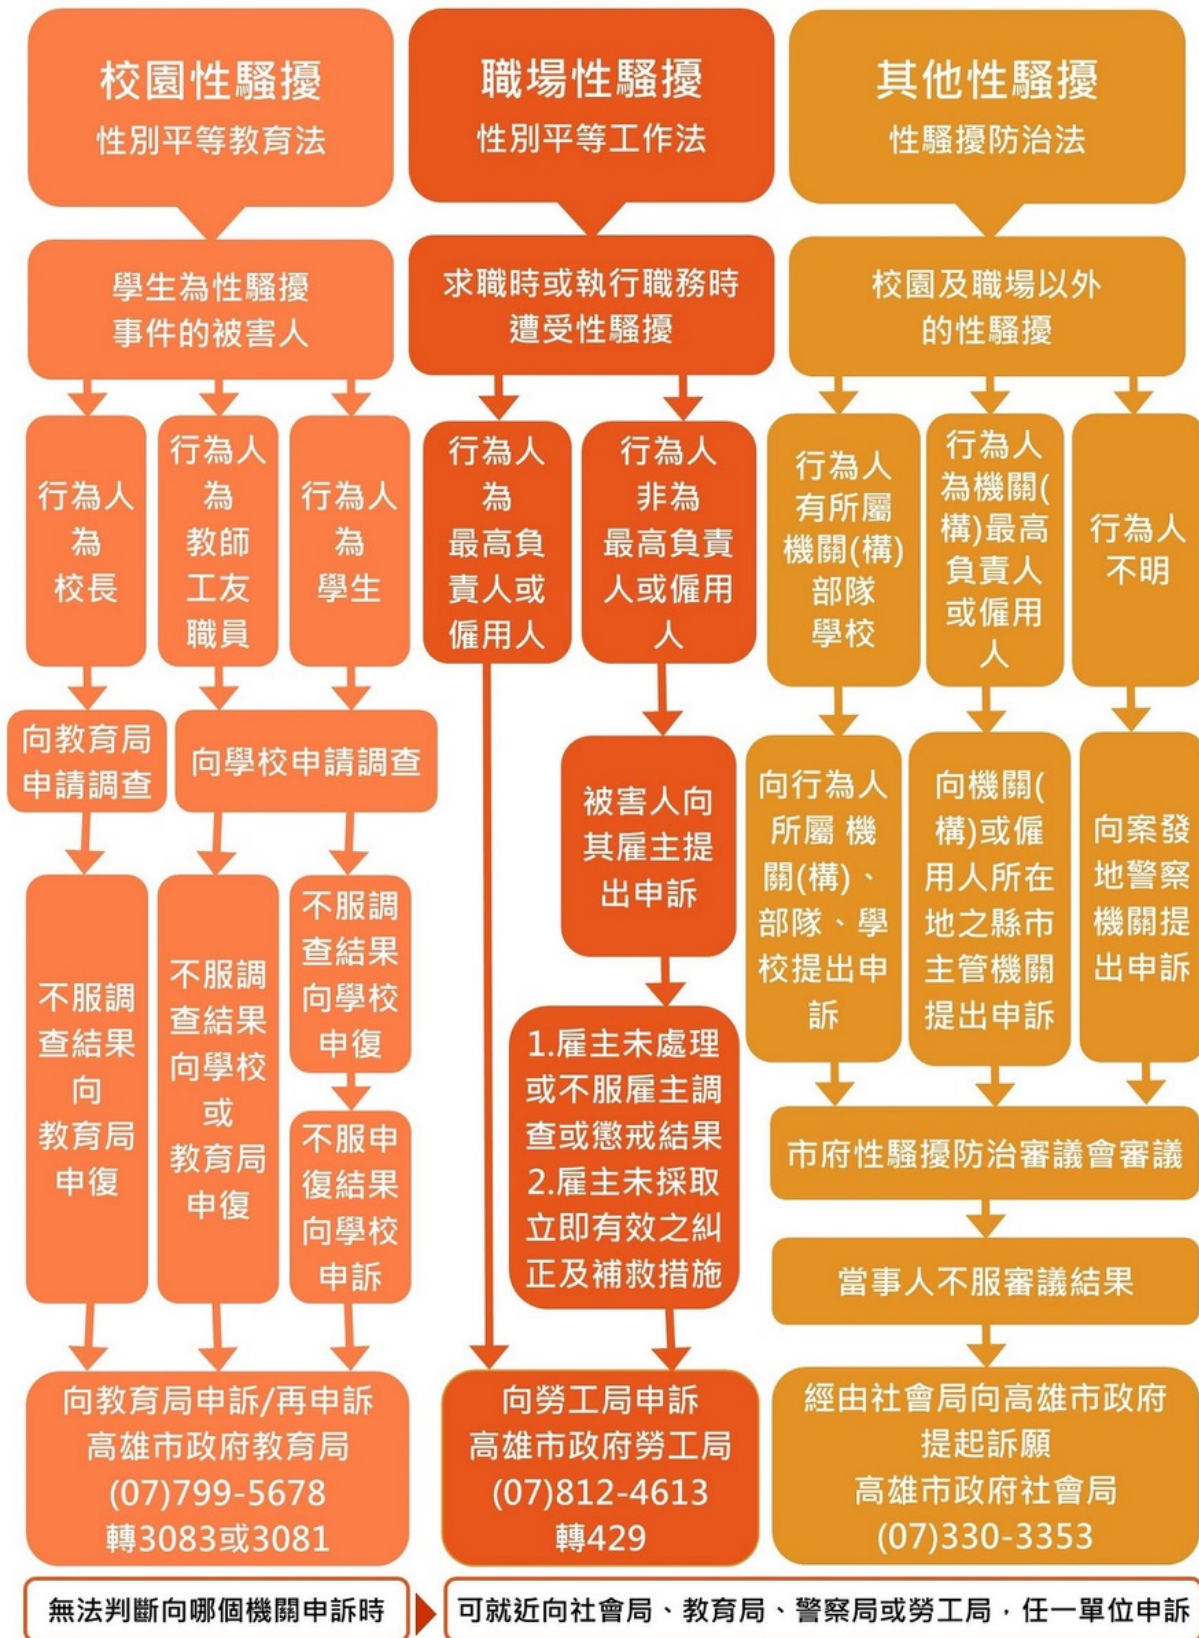 校園性騷擾
性別平等教育法
學生為性騷擾
事件的被害人
行為人
為
校長
行為人
為
教師
工友
職員
行為人
為
學生
向教育局
申請調查
向學校申請調查
不服調
查結果
向
教育局
申復
不服調
查結果
向學校
或
教育局
申復
不服調
查結果
向學校
申復
不服申
復結果
向學校
申訴
向教育局申訴/再申訴
高雄市政府教育局
(07)799-5678
轉3083或3081
職場性騷擾
性別平等工作法
求職時或執行職務時
遭受性騷擾
行為人
為
最高負
責人或
僱用人
行為人
非為
最高負責
人或僱用
人
被害人向
其雇主提
出申訴
1.雇主未處理
或不服雇主調
查或懲戒結果
2.雇主未採取
立即有效之糾
正及補救措施
向勞工局申訴
高雄市政府勞工局
(07)812-4613
轉429
其他性騷擾
性騷擾防治法
校園及職場以外
的性騷擾
行為人
有所屬
機關(構)
部隊
學校
行為人
為機關(
構)最高
負責人
或僱用
人
行為人
不明
向行為人
所屬 機
關(構)、
部隊、學
校提出申
訴
向機關(
構)或僱
用人所在
地之縣市
主管機關
提出申訴
向案發
地警察
機關提
出申訴
市府性騷擾防治審議會審議
當事人不服審議結果
經由社會局向高雄市政府
提起訴願
高雄市政府社會局
(07)330-3353
無法判斷向哪個機關申訴時
可就近向社會局、教育局、警察局或勞工局，任一單位申訴